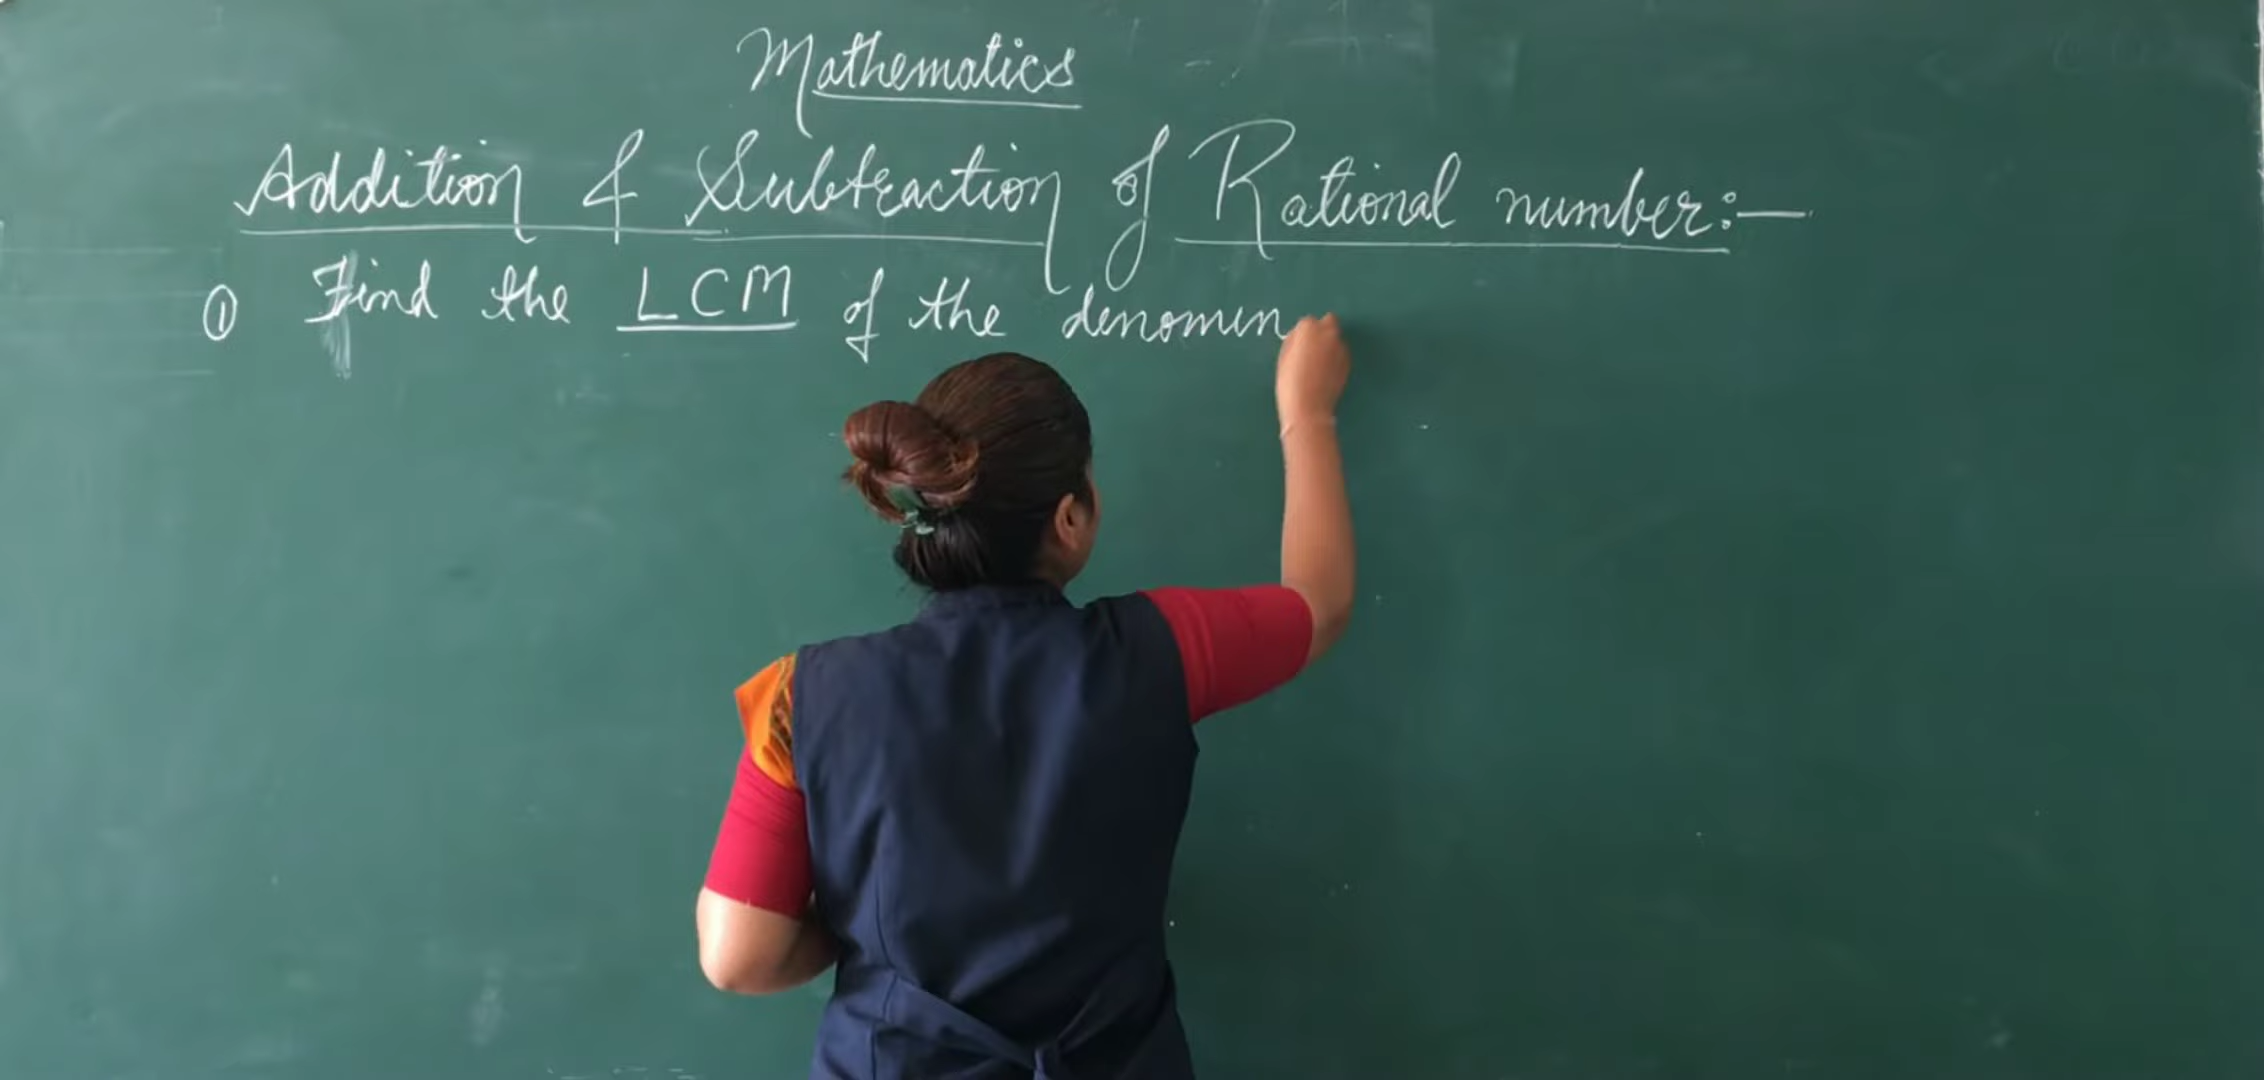 Mathematics
Addition & Subtraction of Rational number:—
① Find the LCM of the denomin